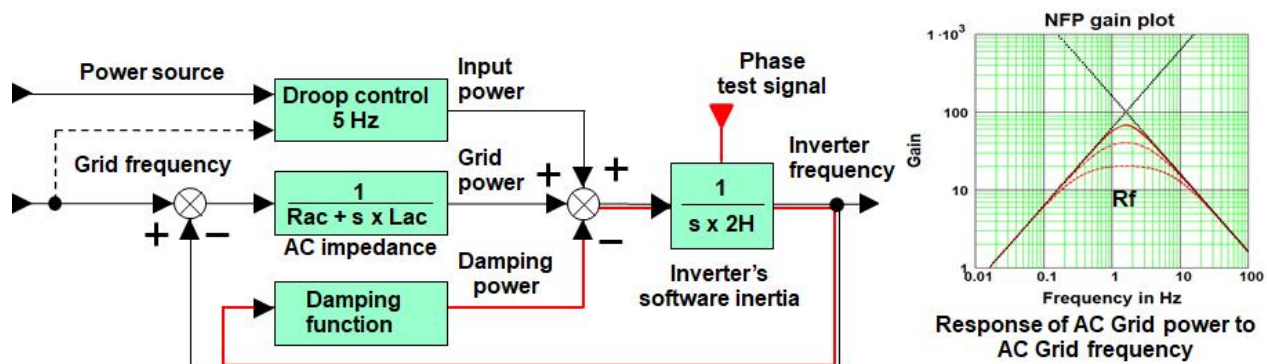 Power source
Droop control
5 Hz
Input
power
Phase
test signal
Grid frequency
Grid
power
Inverter
frequency
+
+
+
−
−
1
Rac + s x Lac
AC impedance
1
s x 2H
Inverter's
software inertia
Damping
power
Damping
function
NFP gain plot
1·10³
100
10
1
Gain
Rf
0.01 0.1 1 10 100
Frequency in Hz
Response of AC Grid power to
AC Grid frequency